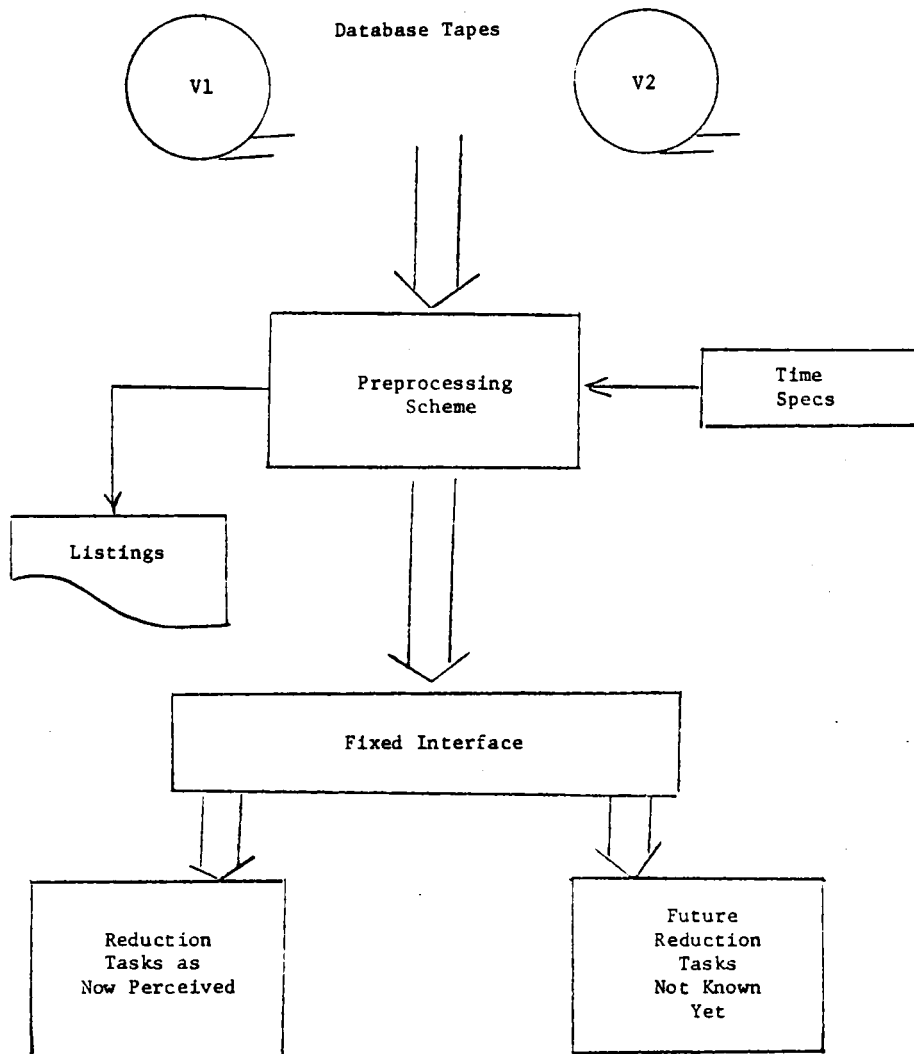 Database Tapes
V1
V2
Preprocessing
Scheme
Time
Specs
Listings
Fixed Interface
Reduction
Tasks as
Now Perceived
Future
Reduction
Tasks
Not Known
Yet